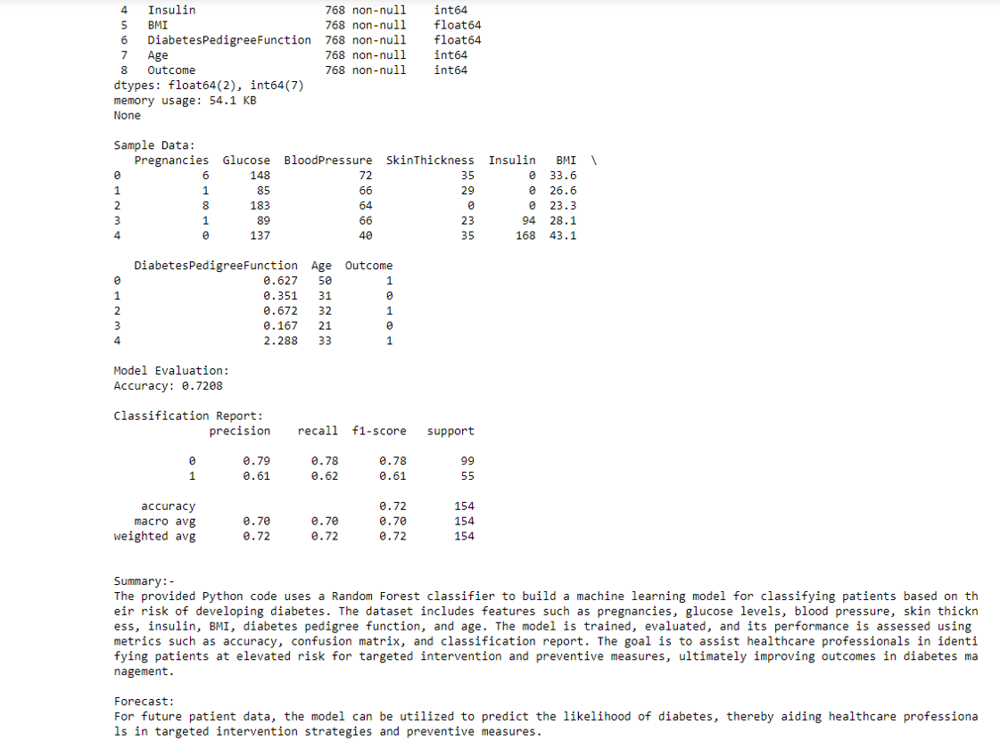 4   Insulin                   768 non-null    int64
5   BMI                       768 non-null    float64
6   DiabetesPedigreeFunction  768 non-null    float64
7   Age                       768 non-null    int64
8   Outcome                   768 non-null    int64
dtypes: float64(2), int64(7)
memory usage: 54.1 KB
None
Sample Data:
   Pregnancies  Glucose  BloodPressure  SkinThickness  Insulin   BMI  \
0            6      148             72             35        0  33.6
1            1       85             66             29        0  26.6
2            8      183             64              0        0  23.3
3            1       89             66             23       94  28.1
4            0      137             40             35      168  43.1
   DiabetesPedigreeFunction  Age  Outcome
0                     0.627   50        1
1                     0.351   31        0
2                     0.672   32        1
3                     0.167   21        0
4                     2.288   33        1
Model Evaluation:
Accuracy: 0.7208
Classification Report:
              precision    recall  f1-score   support
           0       0.79      0.78      0.78        99
           1       0.61      0.62      0.61        55
    accuracy                           0.72       154
   macro avg       0.70      0.70      0.70       154
weighted avg       0.72      0.72      0.72       154
Summary:-
The provided Python code uses a Random Forest classifier to build a machine learning model for classifying patients based on th
eir risk of developing diabetes. The dataset includes features such as pregnancies, glucose levels, blood pressure, skin thickn
ess, insulin, BMI, diabetes pedigree function, and age. The model is trained, evaluated, and its performance is assessed using
metrics such as accuracy, confusion matrix, and classification report. The goal is to assist healthcare professionals in identi
fying patients at elevated risk for targeted intervention and preventive measures, ultimately improving outcomes in diabetes ma
nagement.
Forecast:
For future patient data, the model can be utilized to predict the likelihood of diabetes, thereby aiding healthcare professiona
ls in targeted intervention strategies and preventive measures.